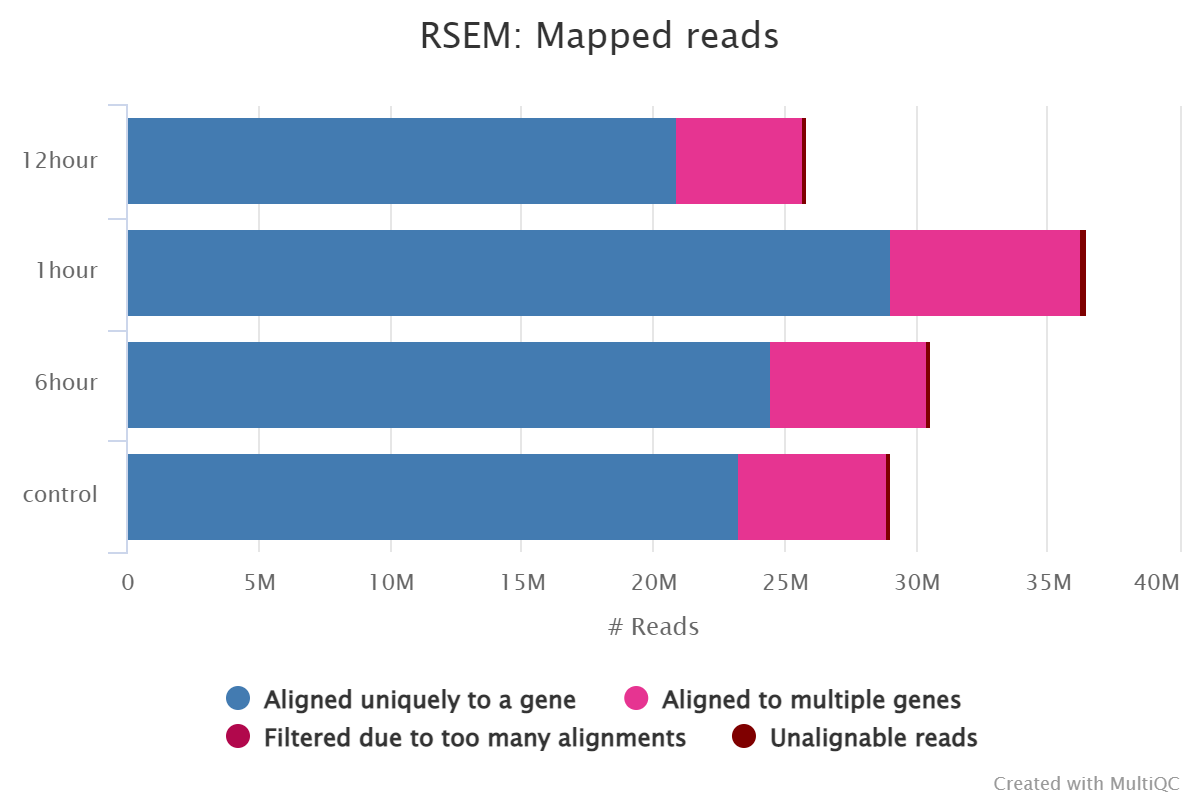 RSEM: Mapped reads
12hour
1hour
6hour
control
0 5M 10M 15M 20M 25M 30M 35M 40M
# Reads
Aligned uniquely to a gene Aligned to multiple genes
Filtered due to too many alignments Unalignable reads
Created with MultiQC